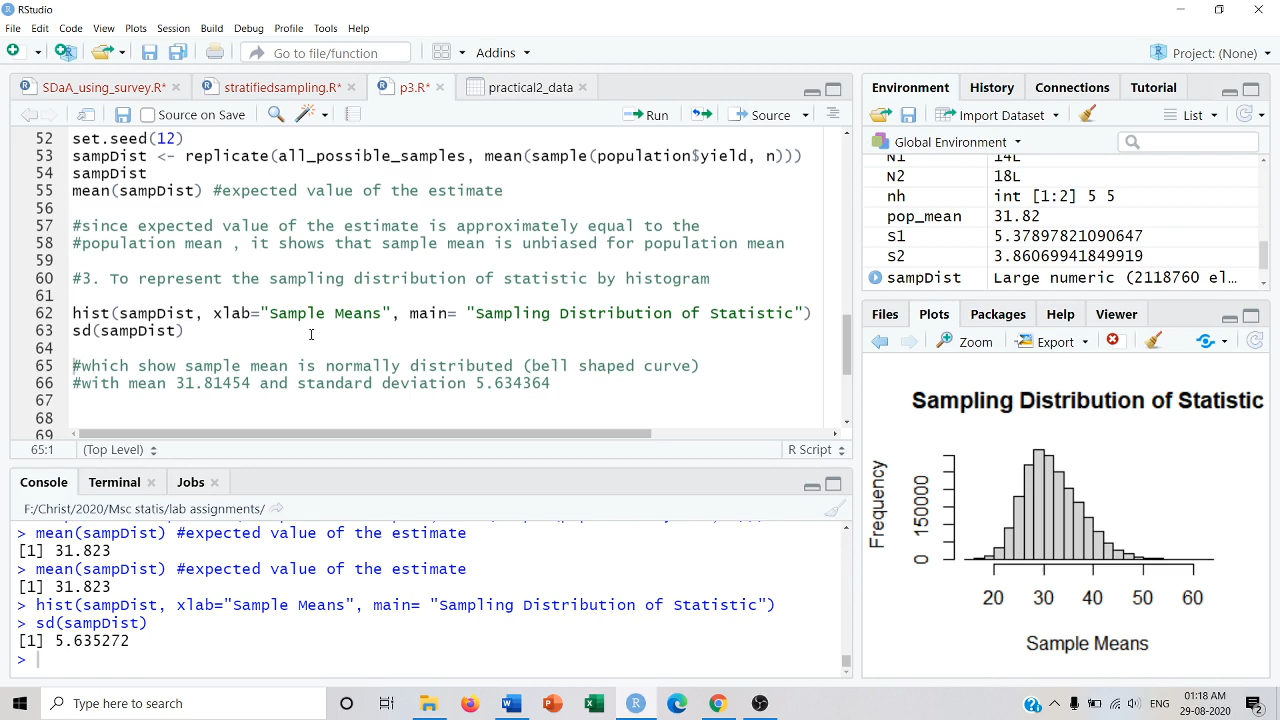 RStudio
File Edit Code View Plots Session Build Debug Profile Tools Help
Go to file/function Addins Project: (None)
SDaA_using_survey.R* stratifiedsampling.R* p3.R* practical2_data
Source on Save Run Source
52 set.seed(12)
53 sampDist <- replicate(all_possible_samples, mean(sample(population$yield, n)))
54 sampDist
55 mean(sampDist) #expected value of the estimate
56
57 #since expected value of the estimate is approximately equal to the
58 #population mean , it shows that sample mean is unbiased for population mean
59
60 #3. To represent the sampling distribution of statistic by histogram
61
62 hist(sampDist, xlab="Sample Means", main= "Sampling Distribution of Statistic")
63 sd(sampDist)
64
65 #which show sample mean is normally distributed (bell shaped curve)
66 #with mean 31.81454 and standard deviation 5.634364
67
68
69
65:1 (Top Level) R Script
Console Terminal Jobs
F:/Christ/2020/Msc statis/lab assignments/
> mean(sampDist) #expected value of the estimate
[1] 31.823
> mean(sampDist) #expected value of the estimate
[1] 31.823
> hist(sampDist, xlab="Sample Means", main= "Sampling Distribution of Statistic")
> sd(sampDist)
[1] 5.635272
>
Environment History Connections Tutorial
Import Dataset List
Global Environment
N1 14L
N2 18L
nh int [1:2] 5 5
pop_mean 31.82
S1 5.37897821090647
S2 3.86069941849919
sampDist Large numeric (2118760 el…
Files Plots Packages Help Viewer
Zoom Export
Sampling Distribution of Statistic
Frequency
0 150000
20 30 40 50 60
Sample Means
Type here to search
ENG
01:18 AM
29-08-2020
2